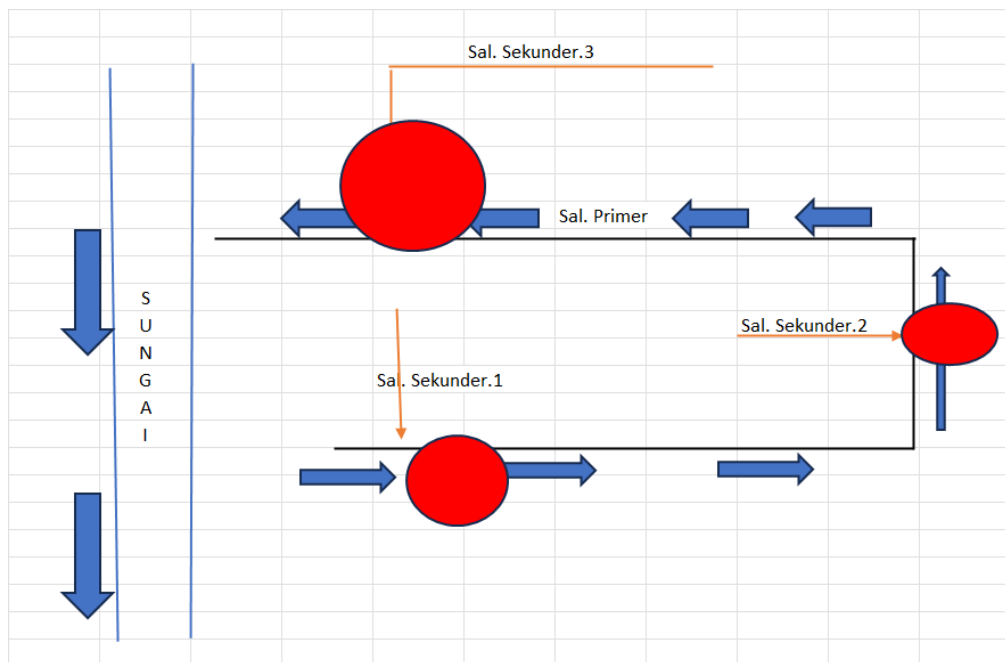 Sal. Sekunder.3
Sal. Primer
S
U
N
G
A
I
Sal. Sekunder.2
Sal. Sekunder.1